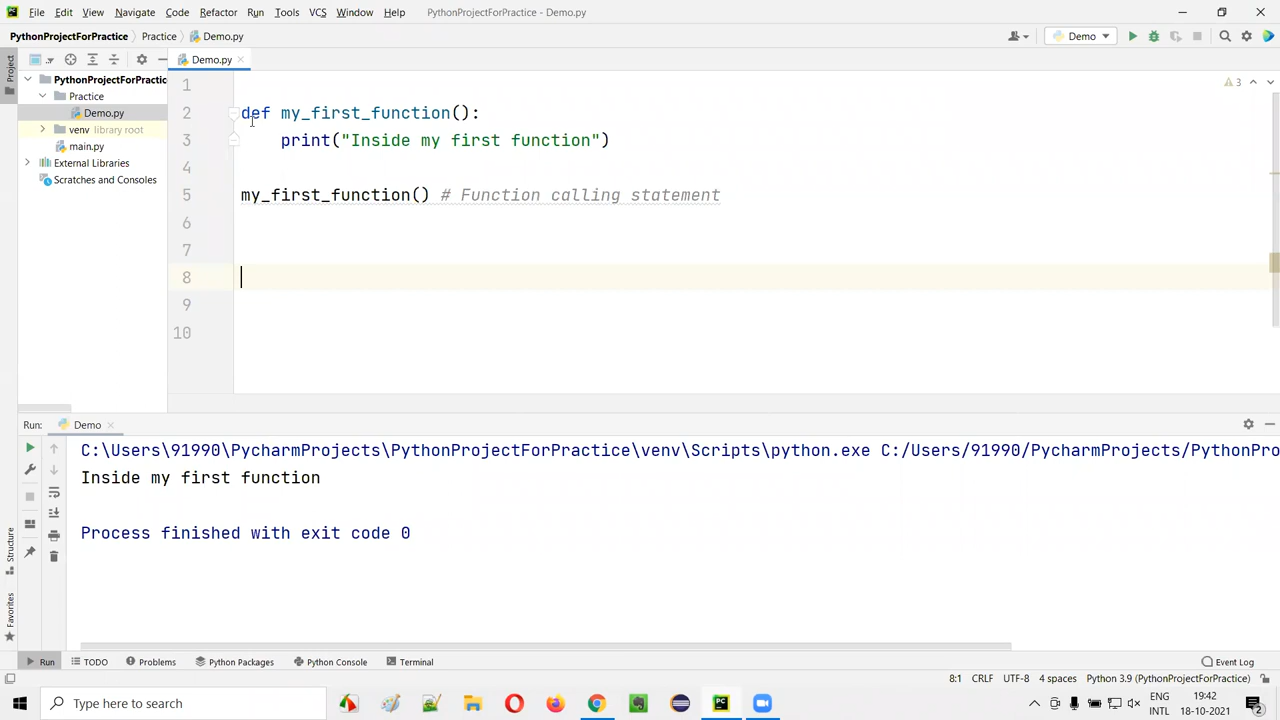 File Edit View Navigate Code Refactor Run Tools VCS Window Help PythonProjectForPractice - Demo.py
PythonProjectForPractice Practice Demo.py Demo
Project
Demo.py
PythonProjectForPractic
Practice
Demo.py
venv library root
main.py
External Libraries
Scratches and Consoles
3
1
2 def my_first_function():
3 print("Inside my first function")
4
5 my_first_function() # Function calling statement
6
7
8
9
10
Run: Demo
C:\Users\91990\PycharmProjects\PythonProjectForPractice\venv\Scripts\python.exe C:/Users/91990/PycharmProjects/PythonPro
Inside my first function
Process finished with exit code 0
Structure
Favorites
Run TODO Problems Python Packages Python Console Terminal Event Log
8:1 CRLF UTF-8 4 spaces Python 3.9 (PythonProjectForPractice)
Type here to search
ENG 19:42
INTL 18-10-2021 2